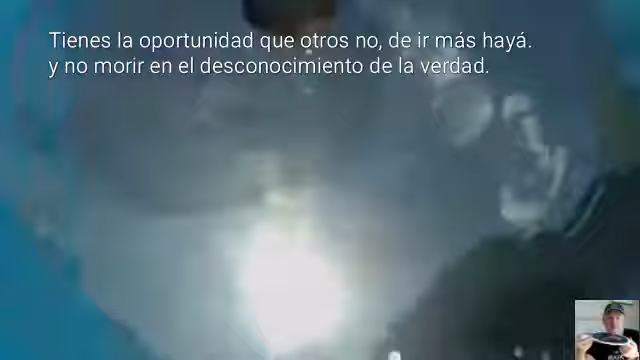 Tienes la oportunidad que otros no, de ir más hayá.
y no morir en el desconocimiento de la verdad.